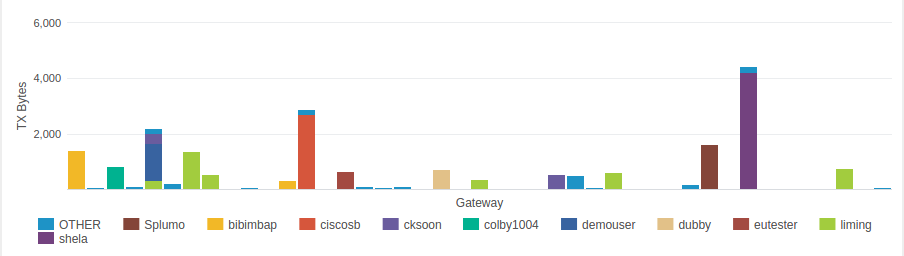 6,000
4,000
2,000
TX Bytes
Gateway
OTHER Splumo bibimbap ciscosb cksoon colby1004 demouser dubby eutester liming
shela